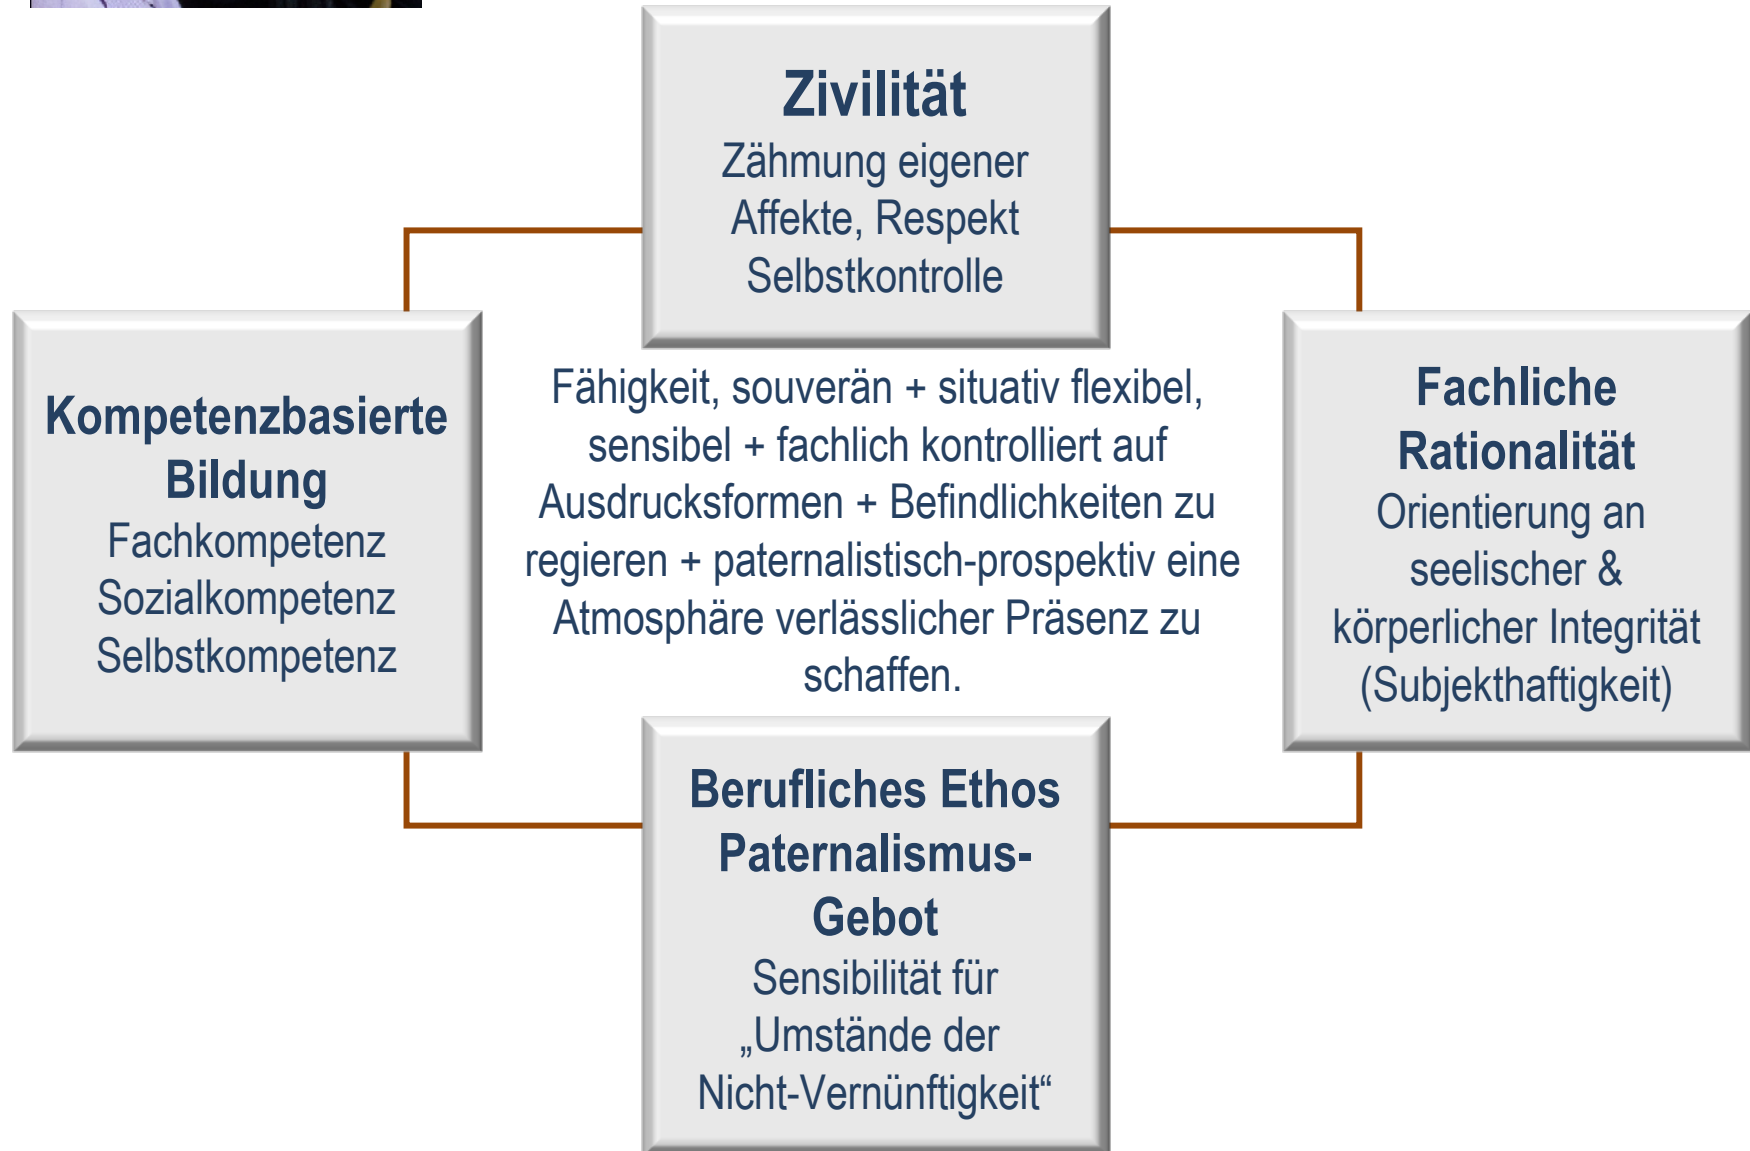 Zivilität
Zähmung eigener
Affekte, Respekt
Selbstkontrolle
Kompetenzbasierte
Bildung
Fachkompetenz
Sozialkompetenz
Selbstkompetenz
Fähigkeit, souverän + situativ flexibel,
sensibel + fachlich kontrolliert auf
Ausdrucksformen + Befindlichkeiten zu
regieren + paternalistisch-prospektiv eine
Atmosphäre verlässlicher Präsenz zu
schaffen.
Fachliche
Rationalität
Orientierung an
seelischer &
körperlicher Integrität
(Subjekthaftigkeit)
Berufliches Ethos
Paternalismus-
Gebot
Sensibilität für
„Umstände der
Nicht-Vernünftigkeit“